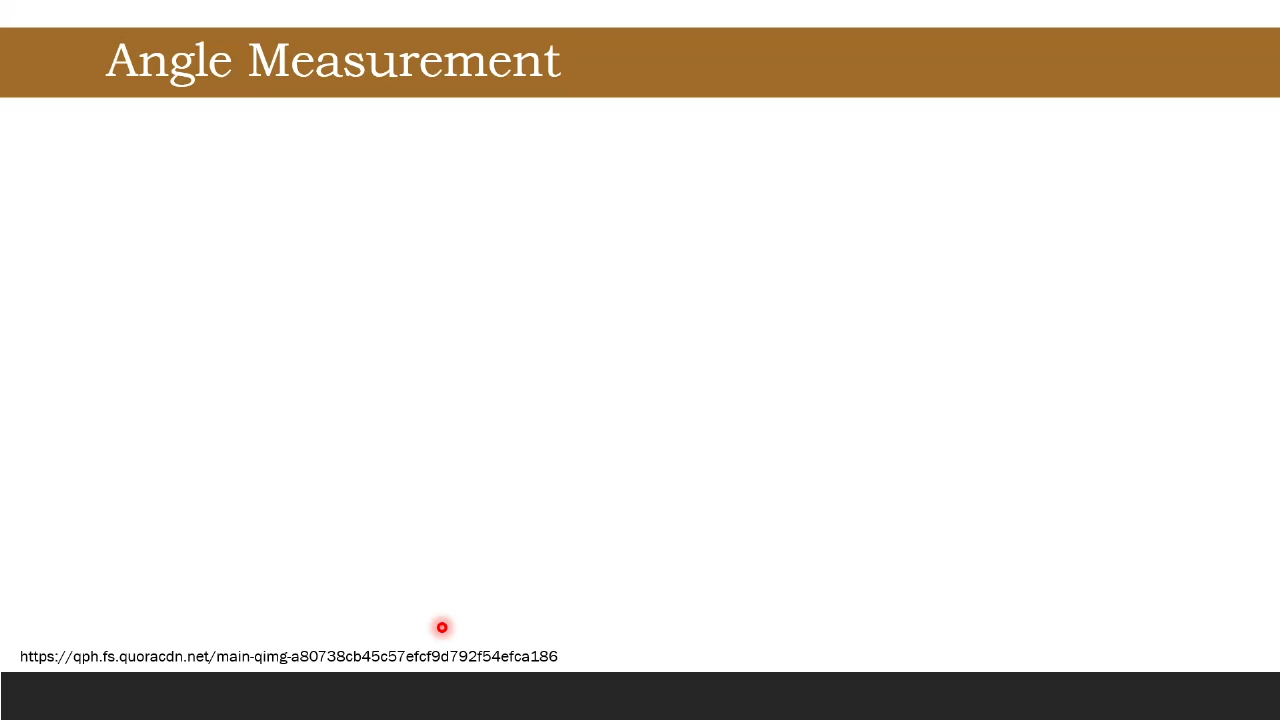 Angle Measurement
https://qph.fs.quoracdn.net/main-qimg-a80738cb45c57efcf9d792f54efca186